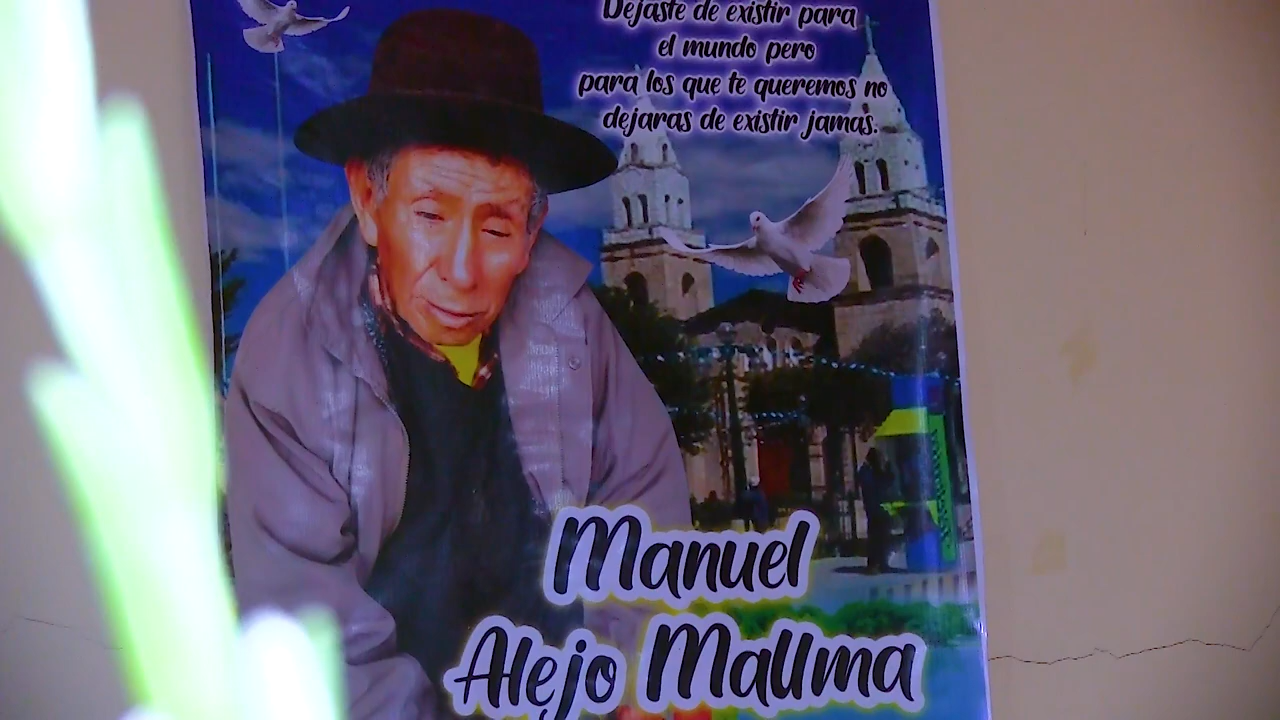 Dejaste de existir para
el mundo pero
para los que te queremos no
dejaras de existir jamas.
Manuel
Alejo Mallma